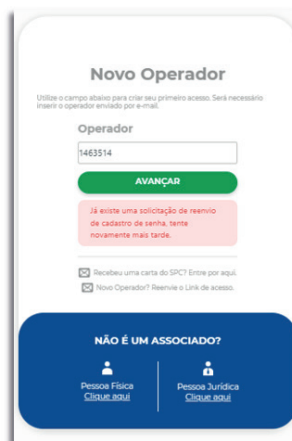 Novo Operador
Utilize o campo abaixo para criar seu primeiro acesso. Será necessário
inserir o operador enviado por e-mail.
Operador
1463514
AVANÇAR
Já existe uma solicitação de reenvio
de cadastro de senha, tente
novamente mais tarde.
Recebeu uma carta do SPC? Entre por aqui.
Novo Operador? Reenvie o Link de acesso.
NÃO É UM ASSOCIADO?
Pessoa Física
Clique aqui
Pessoa Jurídica
Clique aqui